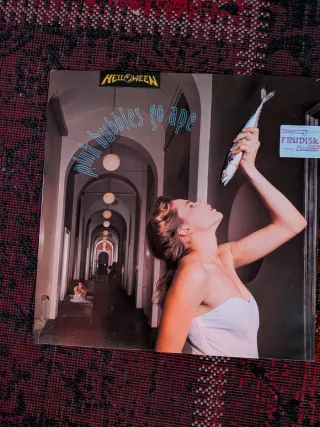 HELLOWEEN
pink bubbles go ape
FRUDISK